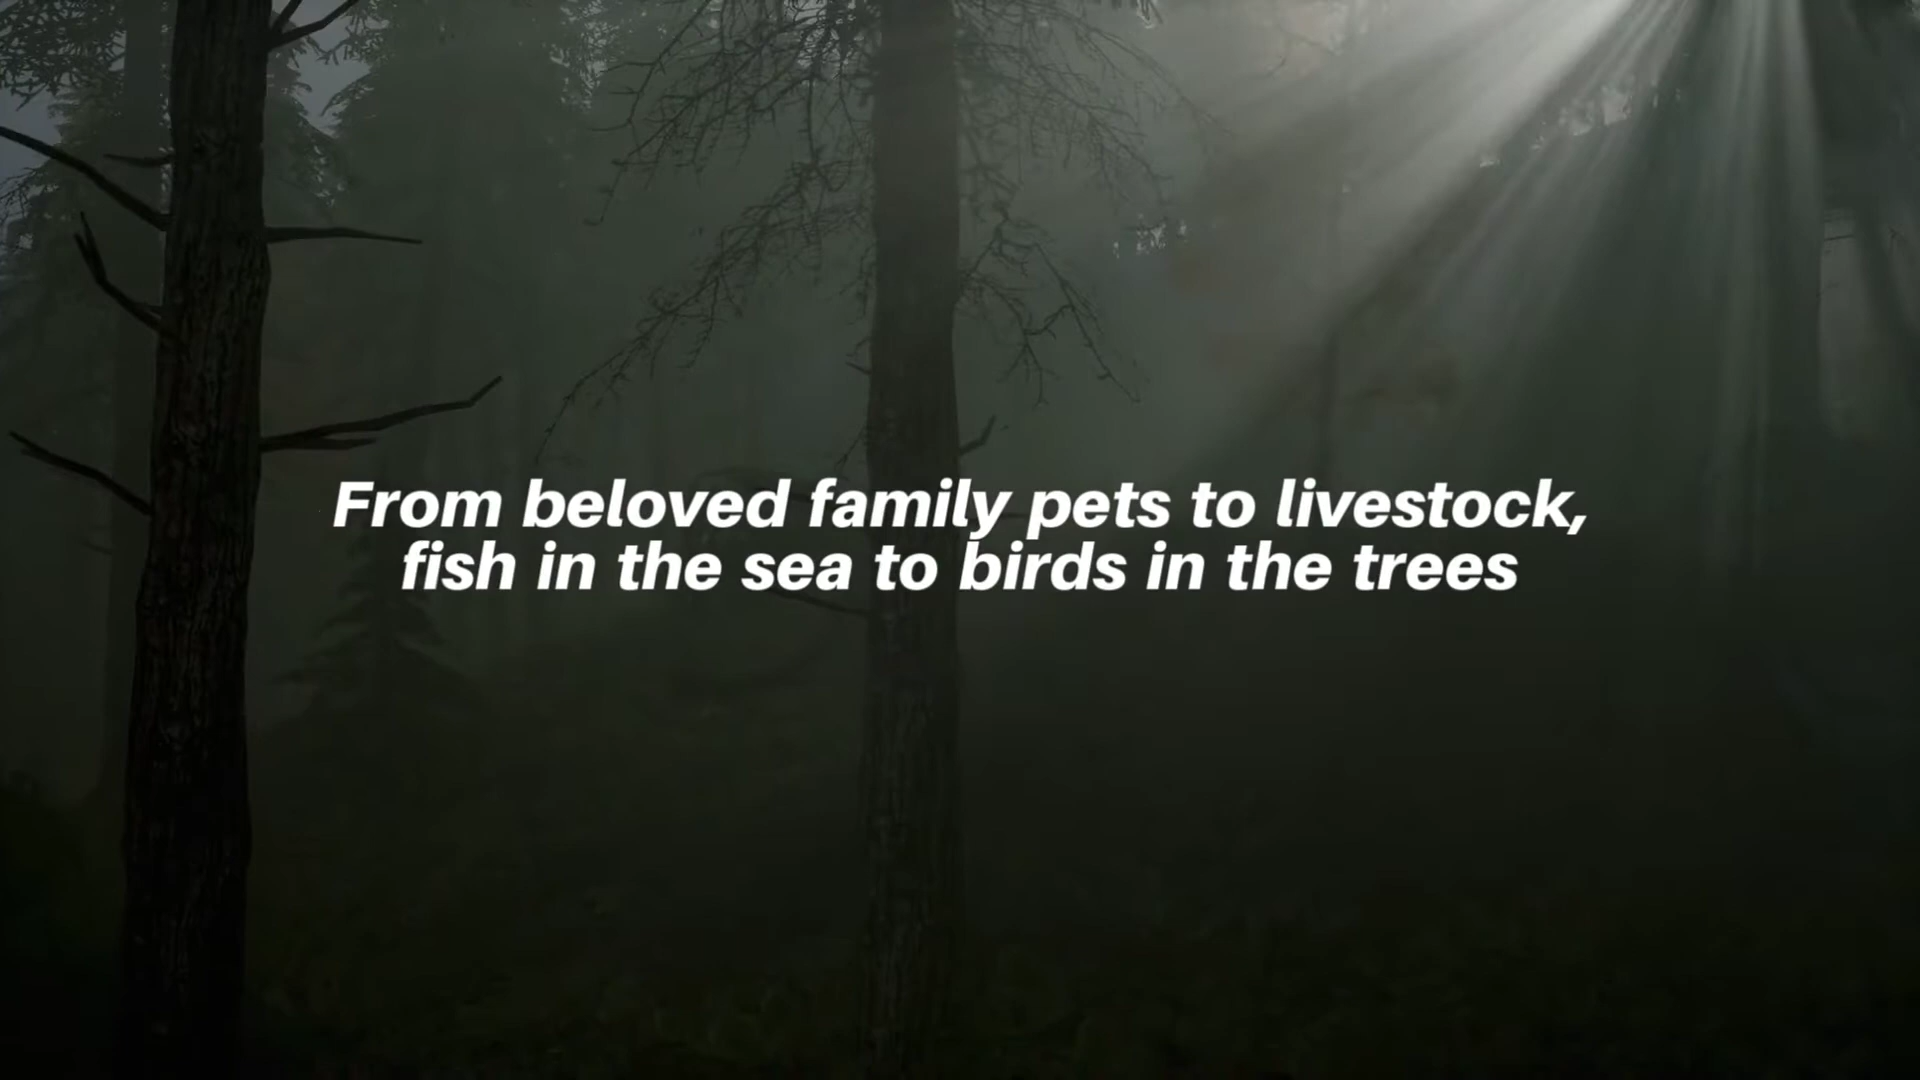 From beloved family pets to livestock,
fish in the sea to birds in the trees